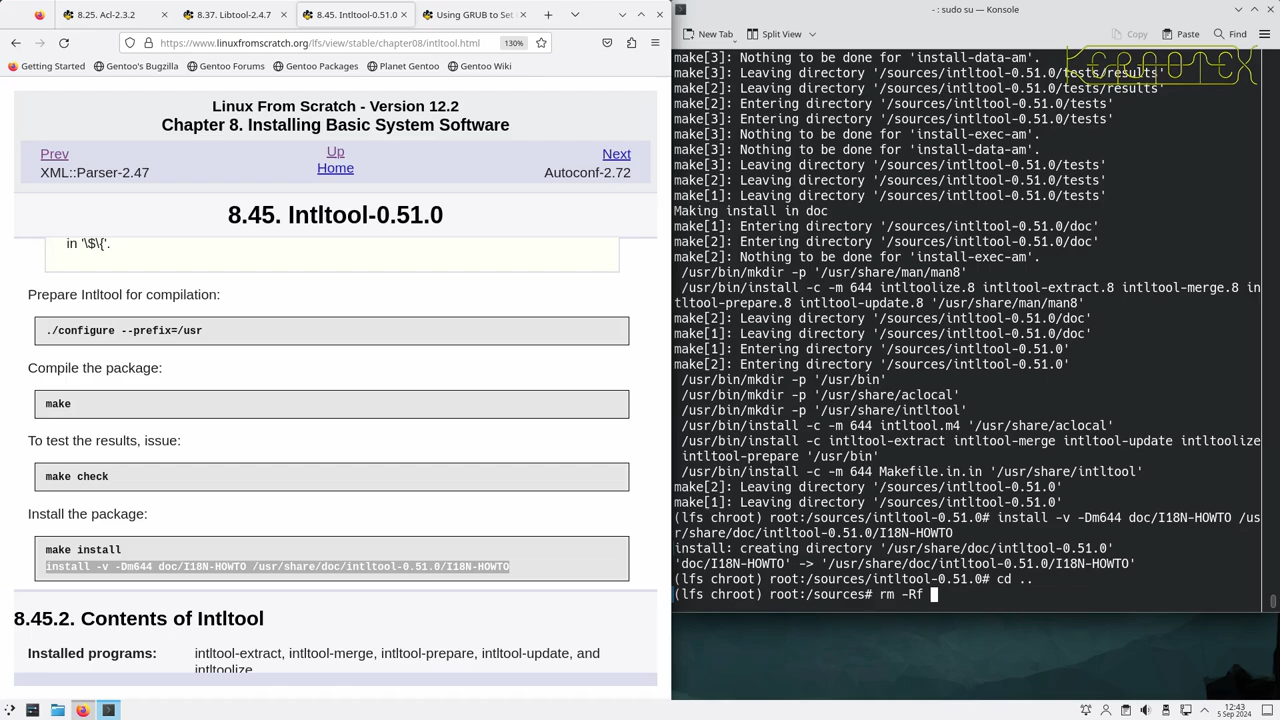 8.25. Acl-2.3.2
8.37. Libtool-2.4.7
8.45. Intltool-0.51.0
Using GRUB to Set
https://www.linuxfromscratch.org/lfs/view/stable/chapter08/intltool.html
130%
Getting Started
Gentoo's Bugzilla
Gentoo Forums
Gentoo Packages
Planet Gentoo
Gentoo Wiki
Linux From Scratch - Version 12.2
Chapter 8. Installing Basic System Software
Prev
Up
Next
XML::Parser-2.47
Home
Autoconf-2.72
8.45. Intltool-0.51.0
in '\$\{'.
Prepare Intltool for compilation:
./configure --prefix=/usr
Compile the package:
make
To test the results, issue:
make check
Install the package:
make install
install -v -Dm644 doc/I18N-HOWTO /usr/share/doc/intltool-0.51.0/I18N-HOWTO
8.45.2. Contents of Intltool
Installed programs:
intltool-extract, intltool-merge, intltool-prepare, intltool-update, and
intltoolize
- : sudo su — Konsole
New Tab
Split View
Copy
Paste
Find
KEROOTEX
make[3]: Nothing to be done for 'install-data-am'.
make[3]: Leaving directory '/sources/intltool-0.51.0/tests/results'
make[2]: Leaving directory '/sources/intltool-0.51.0/tests/results'
make[2]: Entering directory '/sources/intltool-0.51.0/tests'
make[3]: Entering directory '/sources/intltool-0.51.0/tests'
make[3]: Nothing to be done for 'install-exec-am'.
make[3]: Nothing to be done for 'install-data-am'.
make[3]: Leaving directory '/sources/intltool-0.51.0/tests'
make[2]: Leaving directory '/sources/intltool-0.51.0/tests'
make[1]: Leaving directory '/sources/intltool-0.51.0/tests'
Making install in doc
make[1]: Entering directory '/sources/intltool-0.51.0/doc'
make[2]: Entering directory '/sources/intltool-0.51.0/doc'
make[2]: Nothing to be done for 'install-exec-am'.
/usr/bin/mkdir -p '/usr/share/man/man8'
/usr/bin/install -c -m 644 intltoolize.8 intltool-extract.8 intltool-merge.8 in
tltool-prepare.8 intltool-update.8 '/usr/share/man/man8'
make[2]: Leaving directory '/sources/intltool-0.51.0/doc'
make[1]: Leaving directory '/sources/intltool-0.51.0/doc'
make[1]: Entering directory '/sources/intltool-0.51.0'
make[2]: Entering directory '/sources/intltool-0.51.0'
/usr/bin/mkdir -p '/usr/bin'
/usr/bin/mkdir -p '/usr/share/aclocal'
/usr/bin/mkdir -p '/usr/share/intltool'
/usr/bin/install -c -m 644 intltool.m4 '/usr/share/aclocal'
/usr/bin/install -c intltool-extract intltool-merge intltool-update intltoolize
intltool-prepare '/usr/bin'
/usr/bin/install -c -m 644 Makefile.in.in '/usr/share/intltool'
make[2]: Leaving directory '/sources/intltool-0.51.0'
make[1]: Leaving directory '/sources/intltool-0.51.0'
(lfs chroot) root:/sources/intltool-0.51.0# install -v -Dm644 doc/I18N-HOWTO /us
r/share/doc/intltool-0.51.0/I18N-HOWTO
install: creating directory '/usr/share/doc/intltool-0.51.0'
'doc/I18N-HOWTO' -> '/usr/share/doc/intltool-0.51.0/I18N-HOWTO'
(lfs chroot) root:/sources/intltool-0.51.0# cd ..
(lfs chroot) root:/sources# rm -Rf
12:43
5 Sep 2024